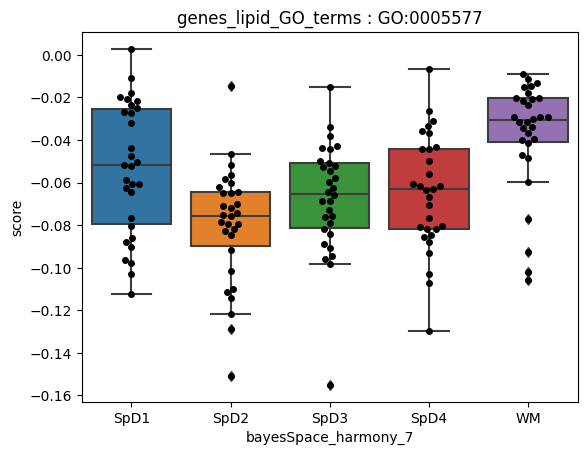 genes_lipid_GO_terms : GO:0005577
0.00
−0.02
−0.04
−0.06
−0.08
−0.10
−0.12
−0.14
−0.16
score
SpD1 SpD2 SpD3 SpD4 WM
bayesSpace_harmony_7